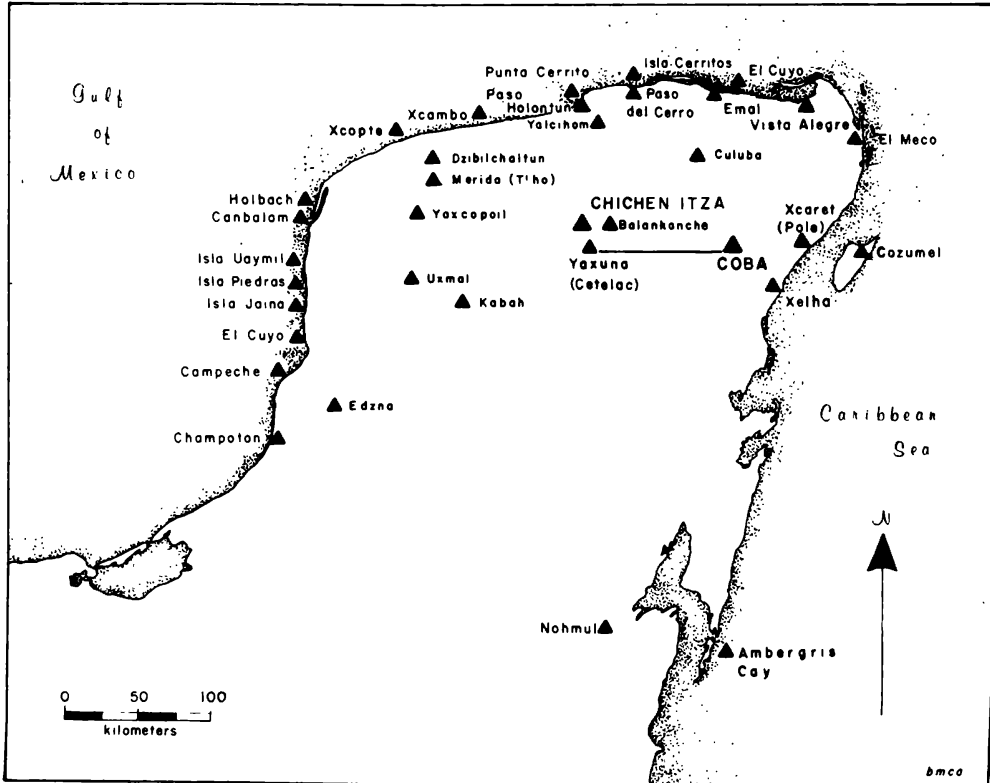 Gulf
of
Mexico
Isla Cerritos
El Cuyo
Punta Cerrito
Paso
Holontun
Paso
del Cerro
Emal
Vista Alegre
El Meco
Xcambo
Xcopte
Yalcihom
Culuba
Dzibilchaltun
Merida (T'ho)
Holbach
Canbalam
Yaxcopoil
CHICHEN ITZA
Balankanche
Xcaret
(Pole)
Cozumel
Yaxuna
(Cetelac)
COBA
Xelha
Isla Uaymil
Isla Piedras
Isla Jaina
El Cuyo
Uxmal
Kabah
Campeche
Edzna
Champoton
Caribbean
Sea
N
Nohmul
Ambergris
Cay
0 50 100
kilometers
bmca